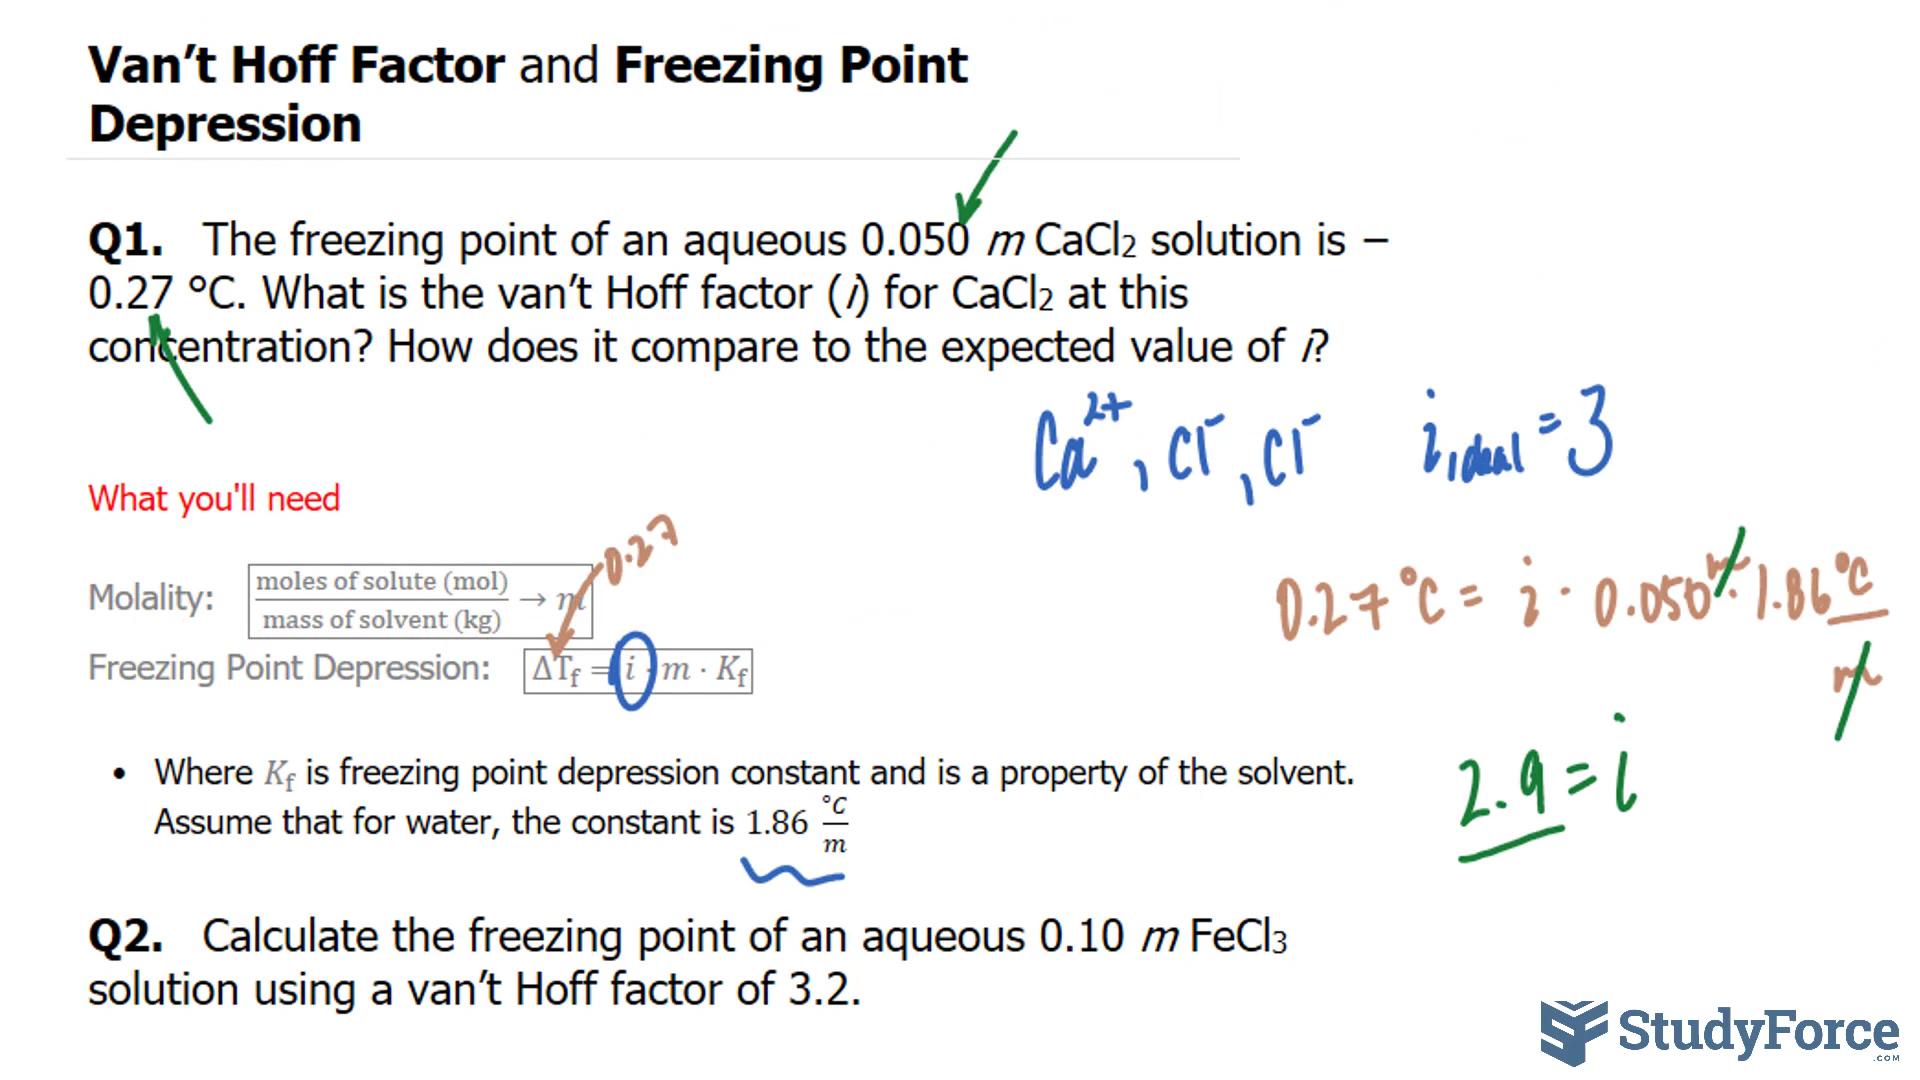 Van’t Hoff Factor and Freezing Point
Depression
Q1. The freezing point of an aqueous 0.050 m CaCl2 solution is −
0.27 °C. What is the van’t Hoff factor (i) for CaCl2 at this
concentration? How does it compare to the expected value of i?
Ca2+, Cl-, Cl- i, ideal = 3
What you'll need
0.27
Molality: moles of solute (mol) / mass of solvent (kg) → m
0.27 °C = i · 0.050 m · 1.86 °C/m
Freezing Point Depression: ΔTf = i · m · Kf
• Where Kf is freezing point depression constant and is a property of the solvent.
Assume that for water, the constant is 1.86 °C/m
2.9 = i
Q2. Calculate the freezing point of an aqueous 0.10 m FeCl3
solution using a van’t Hoff factor of 3.2.
StudyForce
.COM